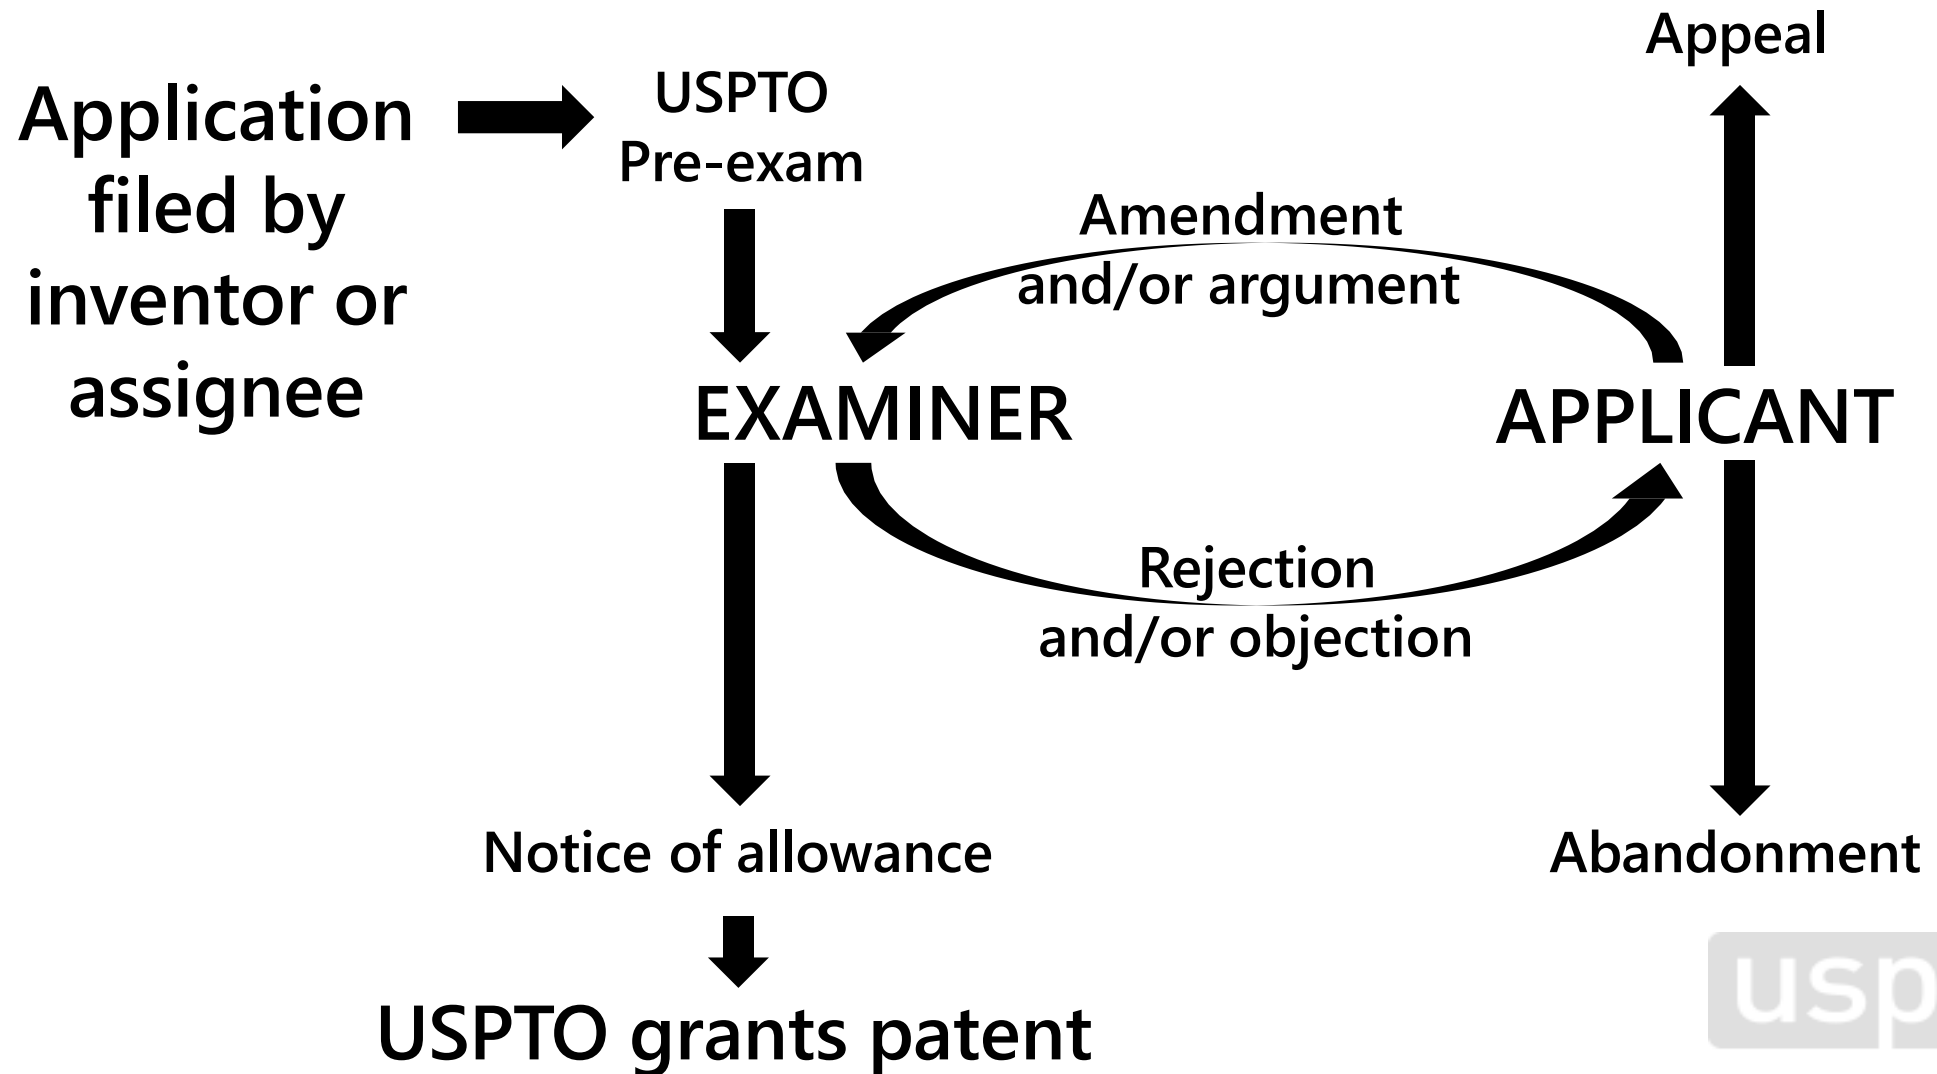 Application
filed by
inventor or
assignee
USPTO
Pre-exam
Appeal
Amendment
and/or argument
EXAMINER
APPLICANT
Rejection
and/or objection
Notice of allowance
Abandonment
USPTO grants patent
usp